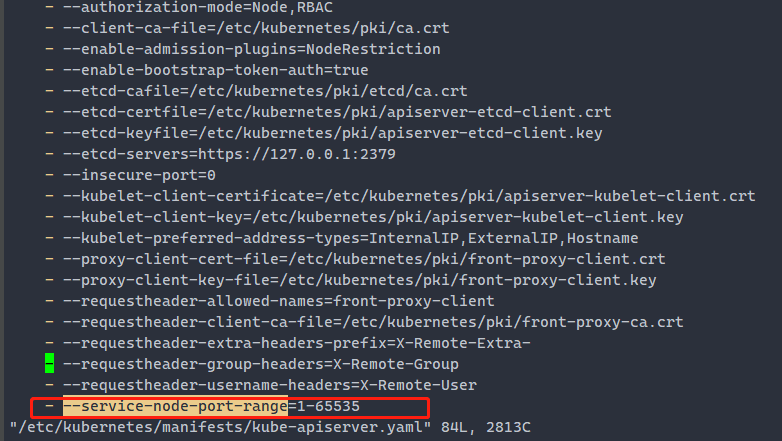 - --authorization-mode=Node,RBAC
- --client-ca-file=/etc/kubernetes/pki/ca.crt
- --enable-admission-plugins=NodeRestriction
- --enable-bootstrap-token-auth=true
- --etcd-cafile=/etc/kubernetes/pki/etcd/ca.crt
- --etcd-certfile=/etc/kubernetes/pki/apiserver-etcd-client.crt
- --etcd-keyfile=/etc/kubernetes/pki/apiserver-etcd-client.key
- --etcd-servers=https://127.0.0.1:2379
- --insecure-port=0
- --kubelet-client-certificate=/etc/kubernetes/pki/apiserver-kubelet-client.crt
- --kubelet-client-key=/etc/kubernetes/pki/apiserver-kubelet-client.key
- --kubelet-preferred-address-types=InternalIP,ExternalIP,Hostname
- --proxy-client-cert-file=/etc/kubernetes/pki/front-proxy-client.crt
- --proxy-client-key-file=/etc/kubernetes/pki/front-proxy-client.key
- --requestheader-allowed-names=front-proxy-client
- --requestheader-client-ca-file=/etc/kubernetes/pki/front-proxy-ca.crt
- --requestheader-extra-headers-prefix=X-Remote-Extra-
- --requestheader-group-headers=X-Remote-Group
- --requestheader-username-headers=X-Remote-User
- --service-node-port-range=1-65535
"/etc/kubernetes/manifests/kube-apiserver.yaml" 84L, 2813C